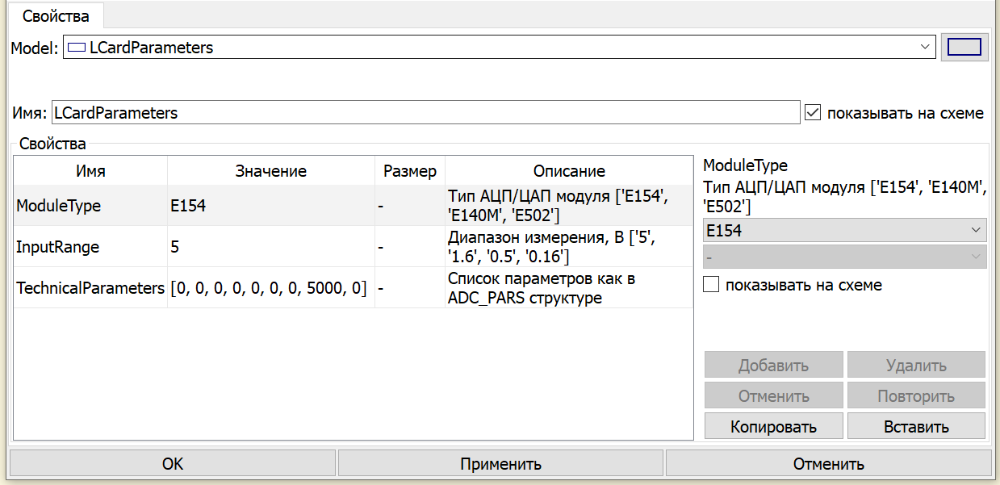 Свойства
Model: LCardParameters
Имя: LCardParameters показывать на схеме
Свойства
Имя Значение Размер Описание
ModuleType E154 - Тип АЦП/ЦАП модуля ['E154',
'E140M', 'E502']
InputRange 5 - Диапазон измерения, В ['5',
'1.6', '0.5', '0.16']
TechnicalParameters [0, 0, 0, 0, 0, 0, 0, 5000, 0] - Список параметров как в
ADC_PARS структуре
ModuleType
Тип АЦП/ЦАП модуля ['E154', 'E140M',
'E502']
E154
-
показывать на схеме
Добавить Удалить
Отменить Повторить
Копировать Вставить
OK Применить Отменить